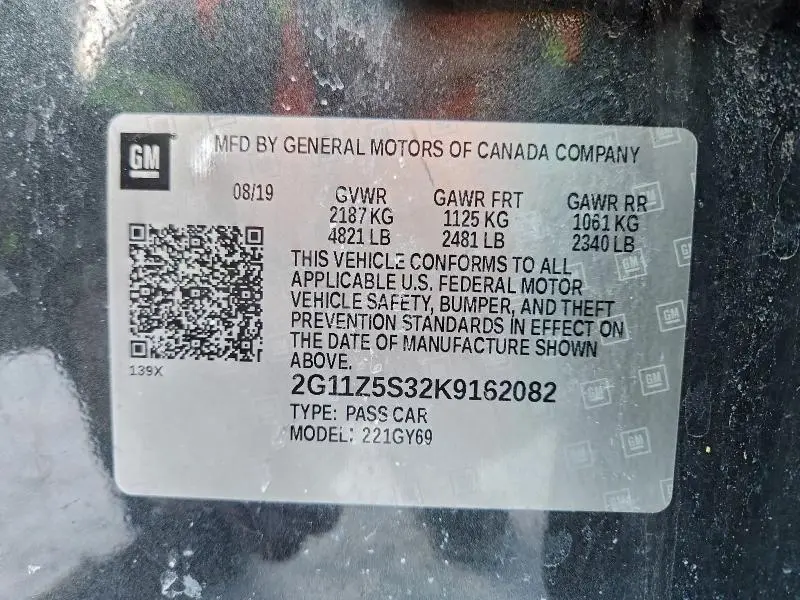 GM
MFD BY GENERAL MOTORS OF CANADA COMPANY
08/19 GVWR GAWR FRT GAWR RR
2187 KG 1125 KG 1061 KG
4821 LB 2481 LB 2340 LB
THIS VEHICLE CONFORMS TO ALL
APPLICABLE U.S. FEDERAL MOTOR
VEHICLE SAFETY, BUMPER, AND THEFT
PREVENTION STANDARDS IN EFFECT ON
THE DATE OF MANUFACTURE SHOWN
ABOVE.
139X
2G11Z5S32K9162082
TYPE: PASS CAR
MODEL: 221GY69